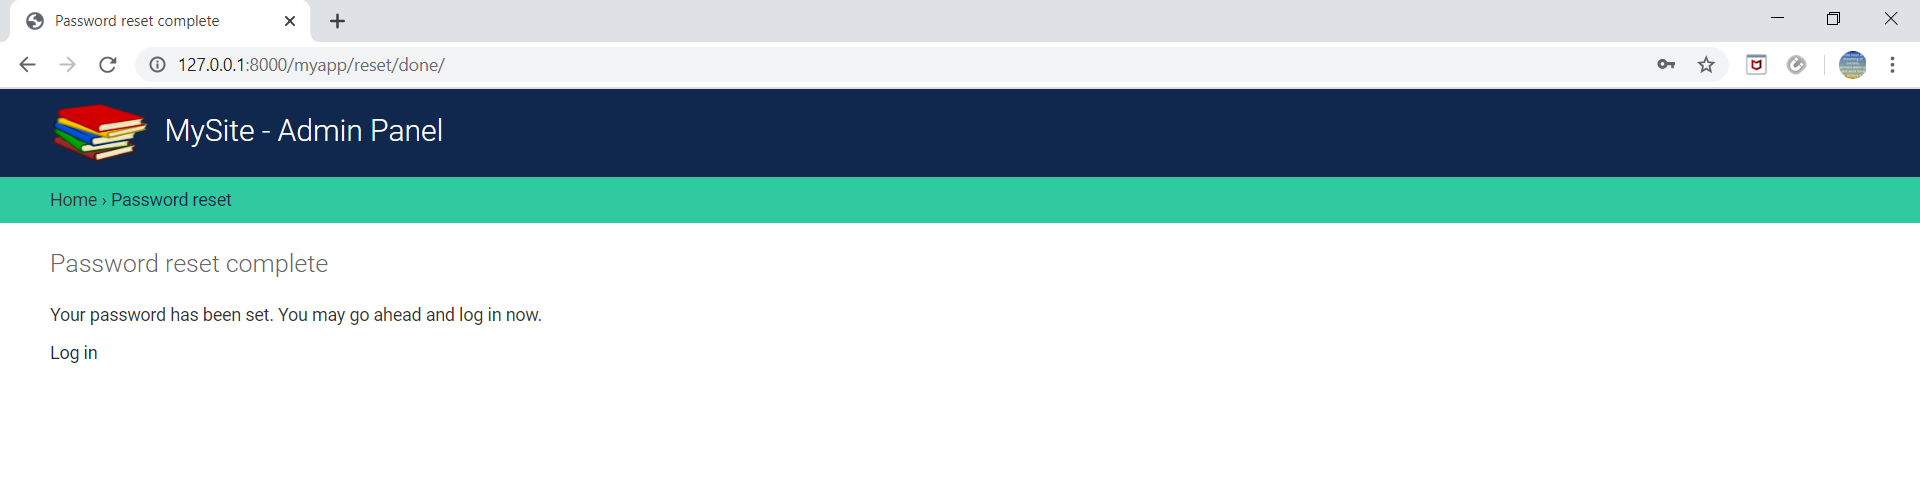 Password reset complete
127.0.0.1:8000/myapp/reset/done/
MySite - Admin Panel
Home › Password reset
Password reset complete
Your password has been set. You may go ahead and log in now.
Log in